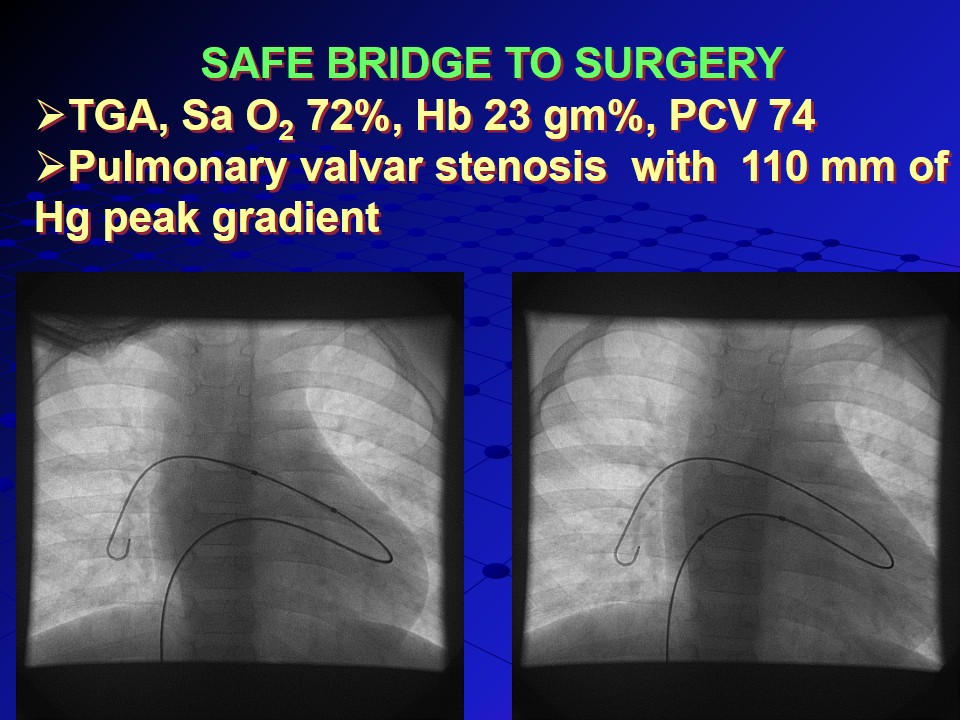 SAFE BRIDGE TO SURGERY
➢TGA, Sa O₂ 72%, Hb 23 gm%, PCV 74
➢Pulmonary valvar stenosis with 110 mm of
Hg peak gradient